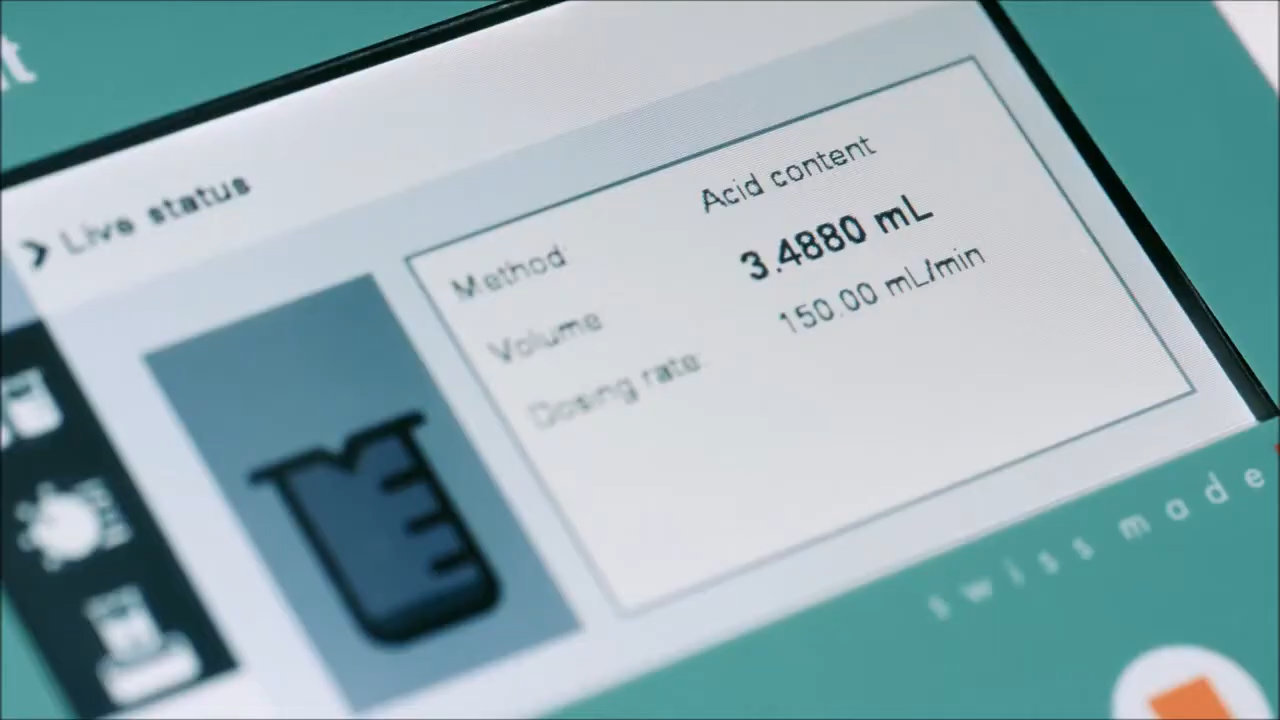 Live status
Method: Acid content
Volume 3.4880 mL
Dosing rate: 150.00 mL/min
swiss made